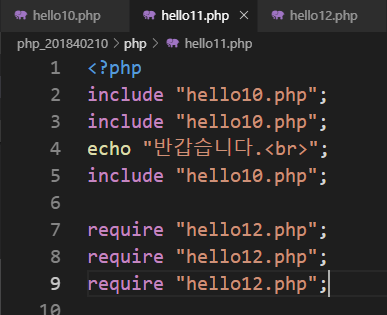 hello10.php hello11.php × hello12.php
php_201840210 > php > hello11.php
1 <?php
2 include "hello10.php";
3 include "hello10.php";
4 echo "반갑습니다.<br>";
5 include "hello10.php";
6
7 require "hello12.php";
8 require "hello12.php";
9 require "hello12.php";
10